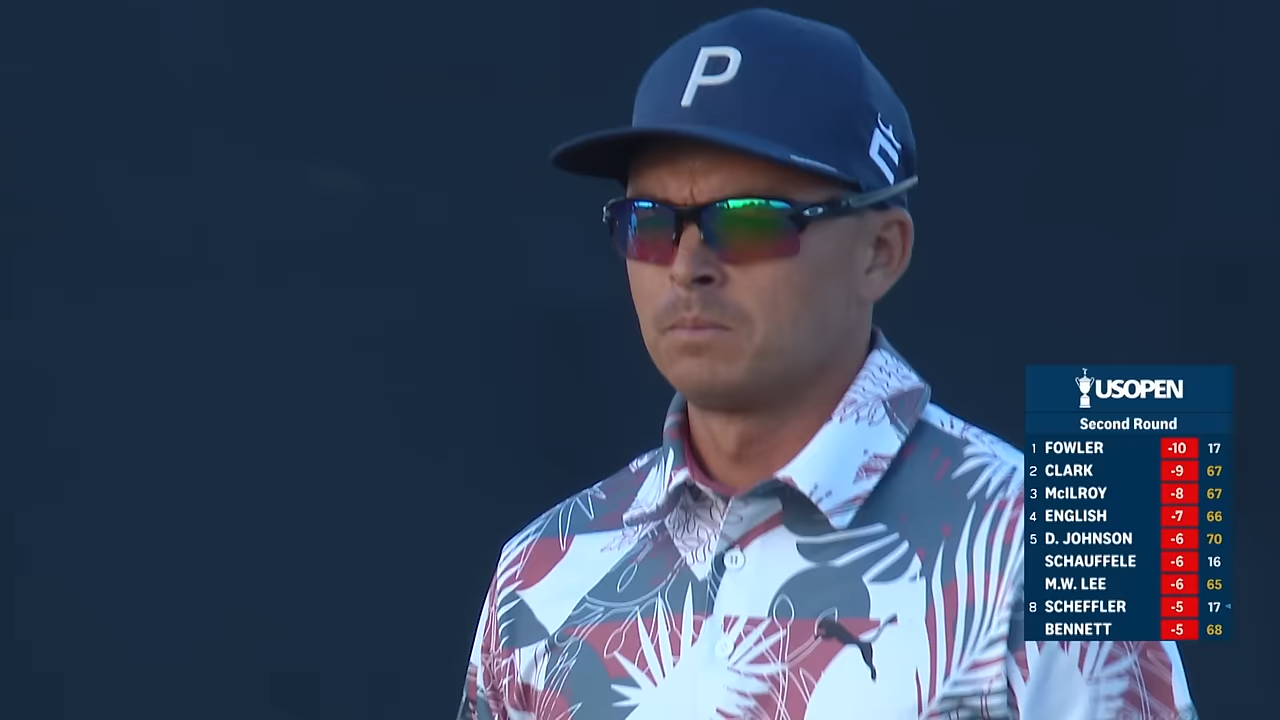 P
USOPEN
Second Round
1 FOWLER -10 17
2 CLARK -9 67
3 McILROY -8 67
4 ENGLISH -7 66
5 D. JOHNSON -6 70
SCHAUFFELE -6 16
M.W. LEE -6 65
8 SCHEFFLER -5 17
BENNETT -5 68